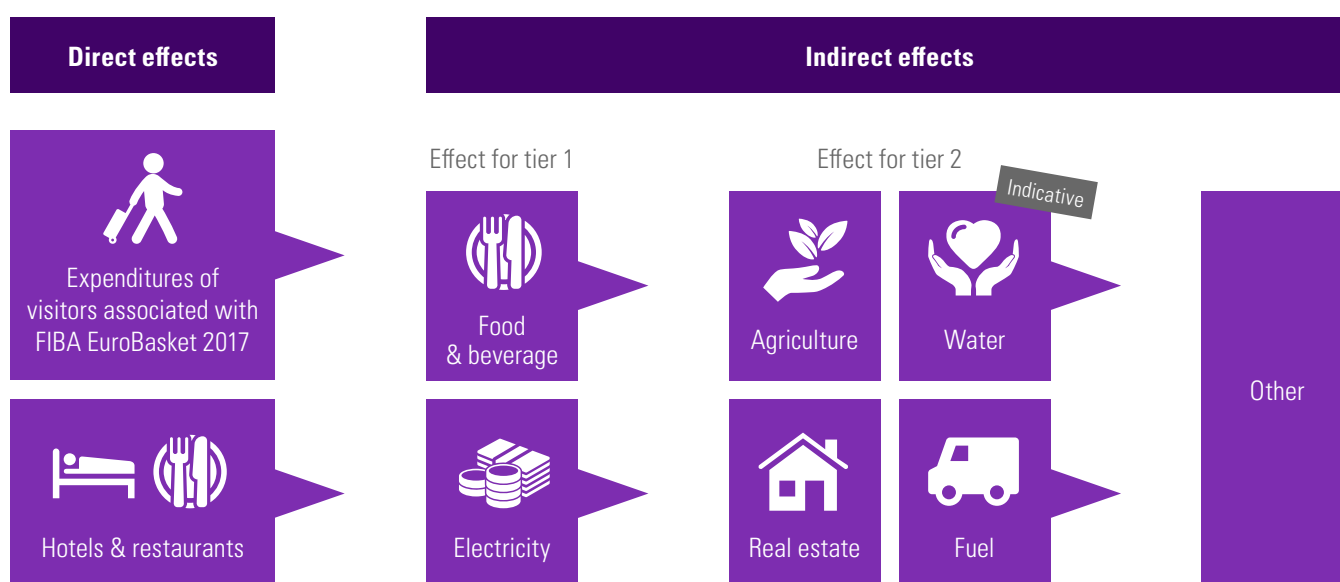 Direct effects
Indirect effects
Expenditures of
visitors associated with
FIBA EuroBasket 2017
Hotels & restaurants
Effect for tier 1
Food
& beverage
Electricity
Effect for tier 2
Indicative
Agriculture
Water
Real estate
Fuel
Other